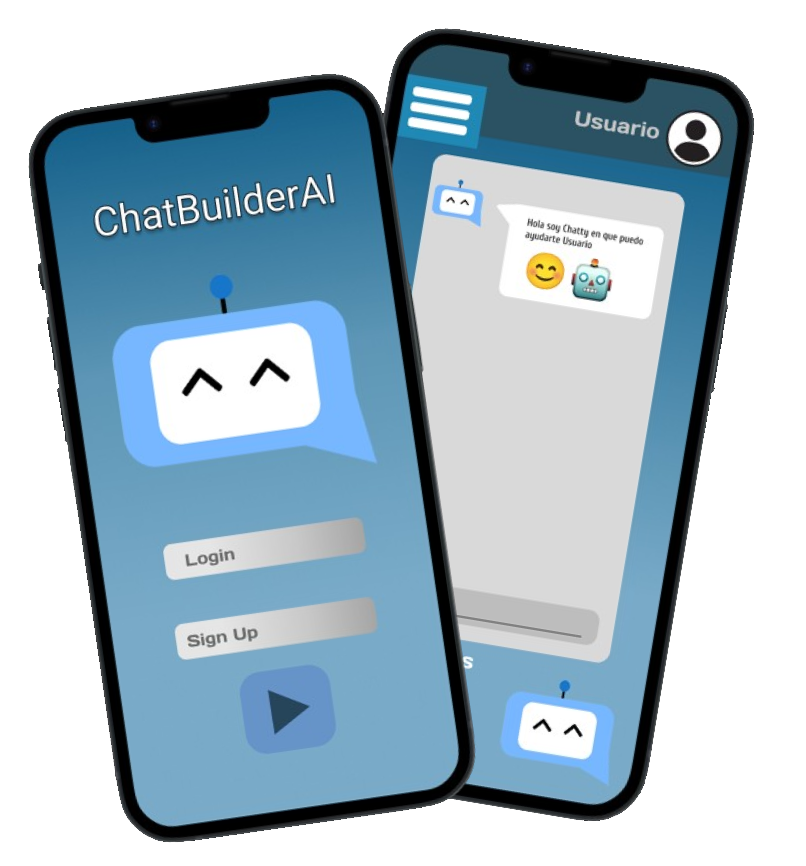 ChatBuilderAI
Login
Sign Up
Usuario
Hola soy Chatty en que puedo
ayudarte Usuario
s